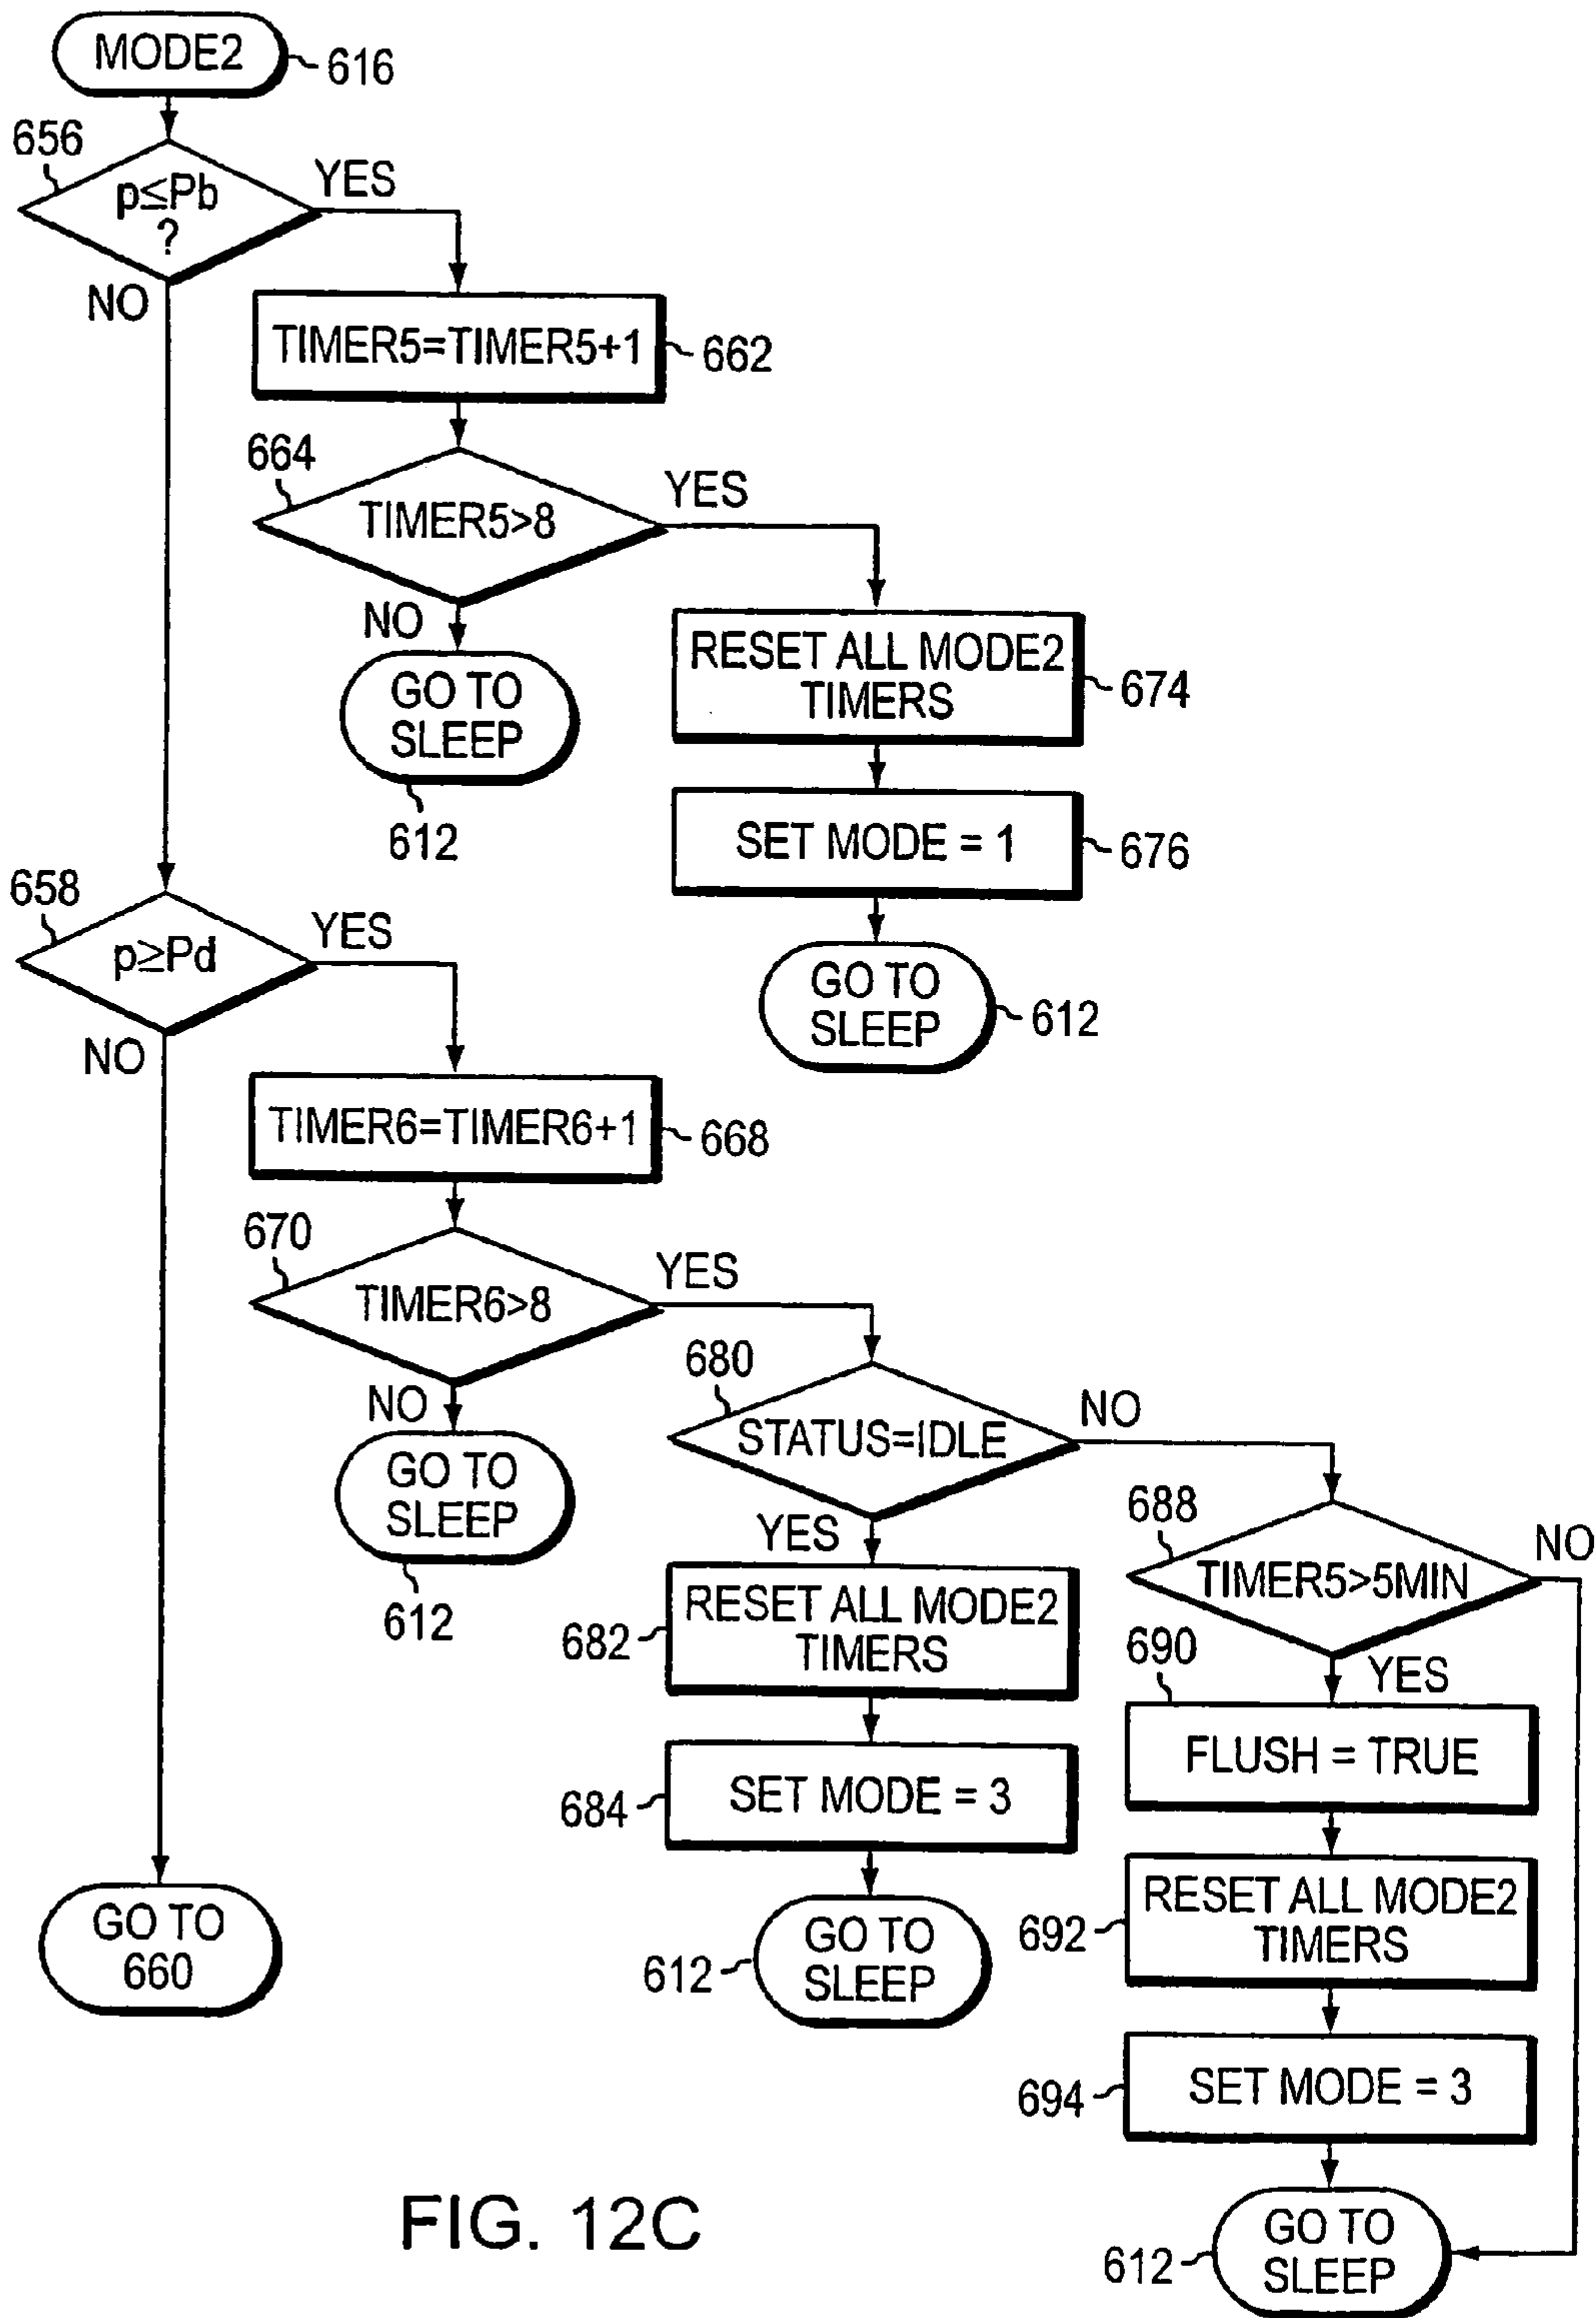 MODE2
616
656
p≤Pb
?
YES
NO
TIMER5=TIMER5+1
662
664
TIMER5>8
YES
NO
GO TO
SLEEP
612
RESET ALL MODE2
TIMERS
674
SET MODE = 1
676
GO TO
SLEEP
612
658
p≥Pd
YES
NO
TIMER6=TIMER6+1
668
670
TIMER6>8
YES
NO
GO TO
SLEEP
612
680
STATUS=IDLE
NO
YES
RESET ALL MODE2
TIMERS
682
SET MODE = 3
684
GO TO
SLEEP
612
688
TIMER5>5MIN
NO
YES
690
FLUSH = TRUE
RESET ALL MODE2
TIMERS
692
SET MODE = 3
694
GO TO
SLEEP
612
GO TO
660
FIG. 12C